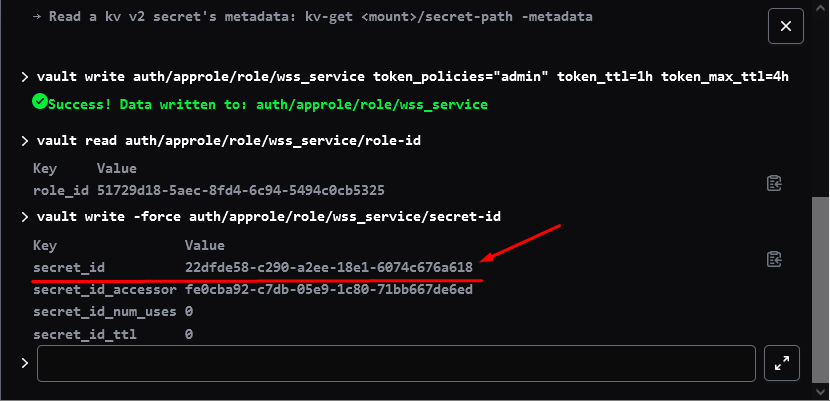 → Read a kv v2 secret's metadata: kv-get <mount>/secret-path -metadata
> vault write auth/approle/role/wss_service token_policies="admin" token_ttl=1h token_max_ttl=4h
Success! Data written to: auth/approle/role/wss_service
> vault read auth/approle/role/wss_service/role-id
Key Value
role_id 51729d18-5aec-8fd4-6c94-5494c0cb5325
> vault write -force auth/approle/role/wss_service/secret-id
Key Value
secret_id 22dfde58-c290-a2ee-18e1-6074c676a618
secret_id_accessor fe0cba92-c7db-05e9-1c80-71bb667de6ed
secret_id_num_uses 0
secret_id_ttl 0
>